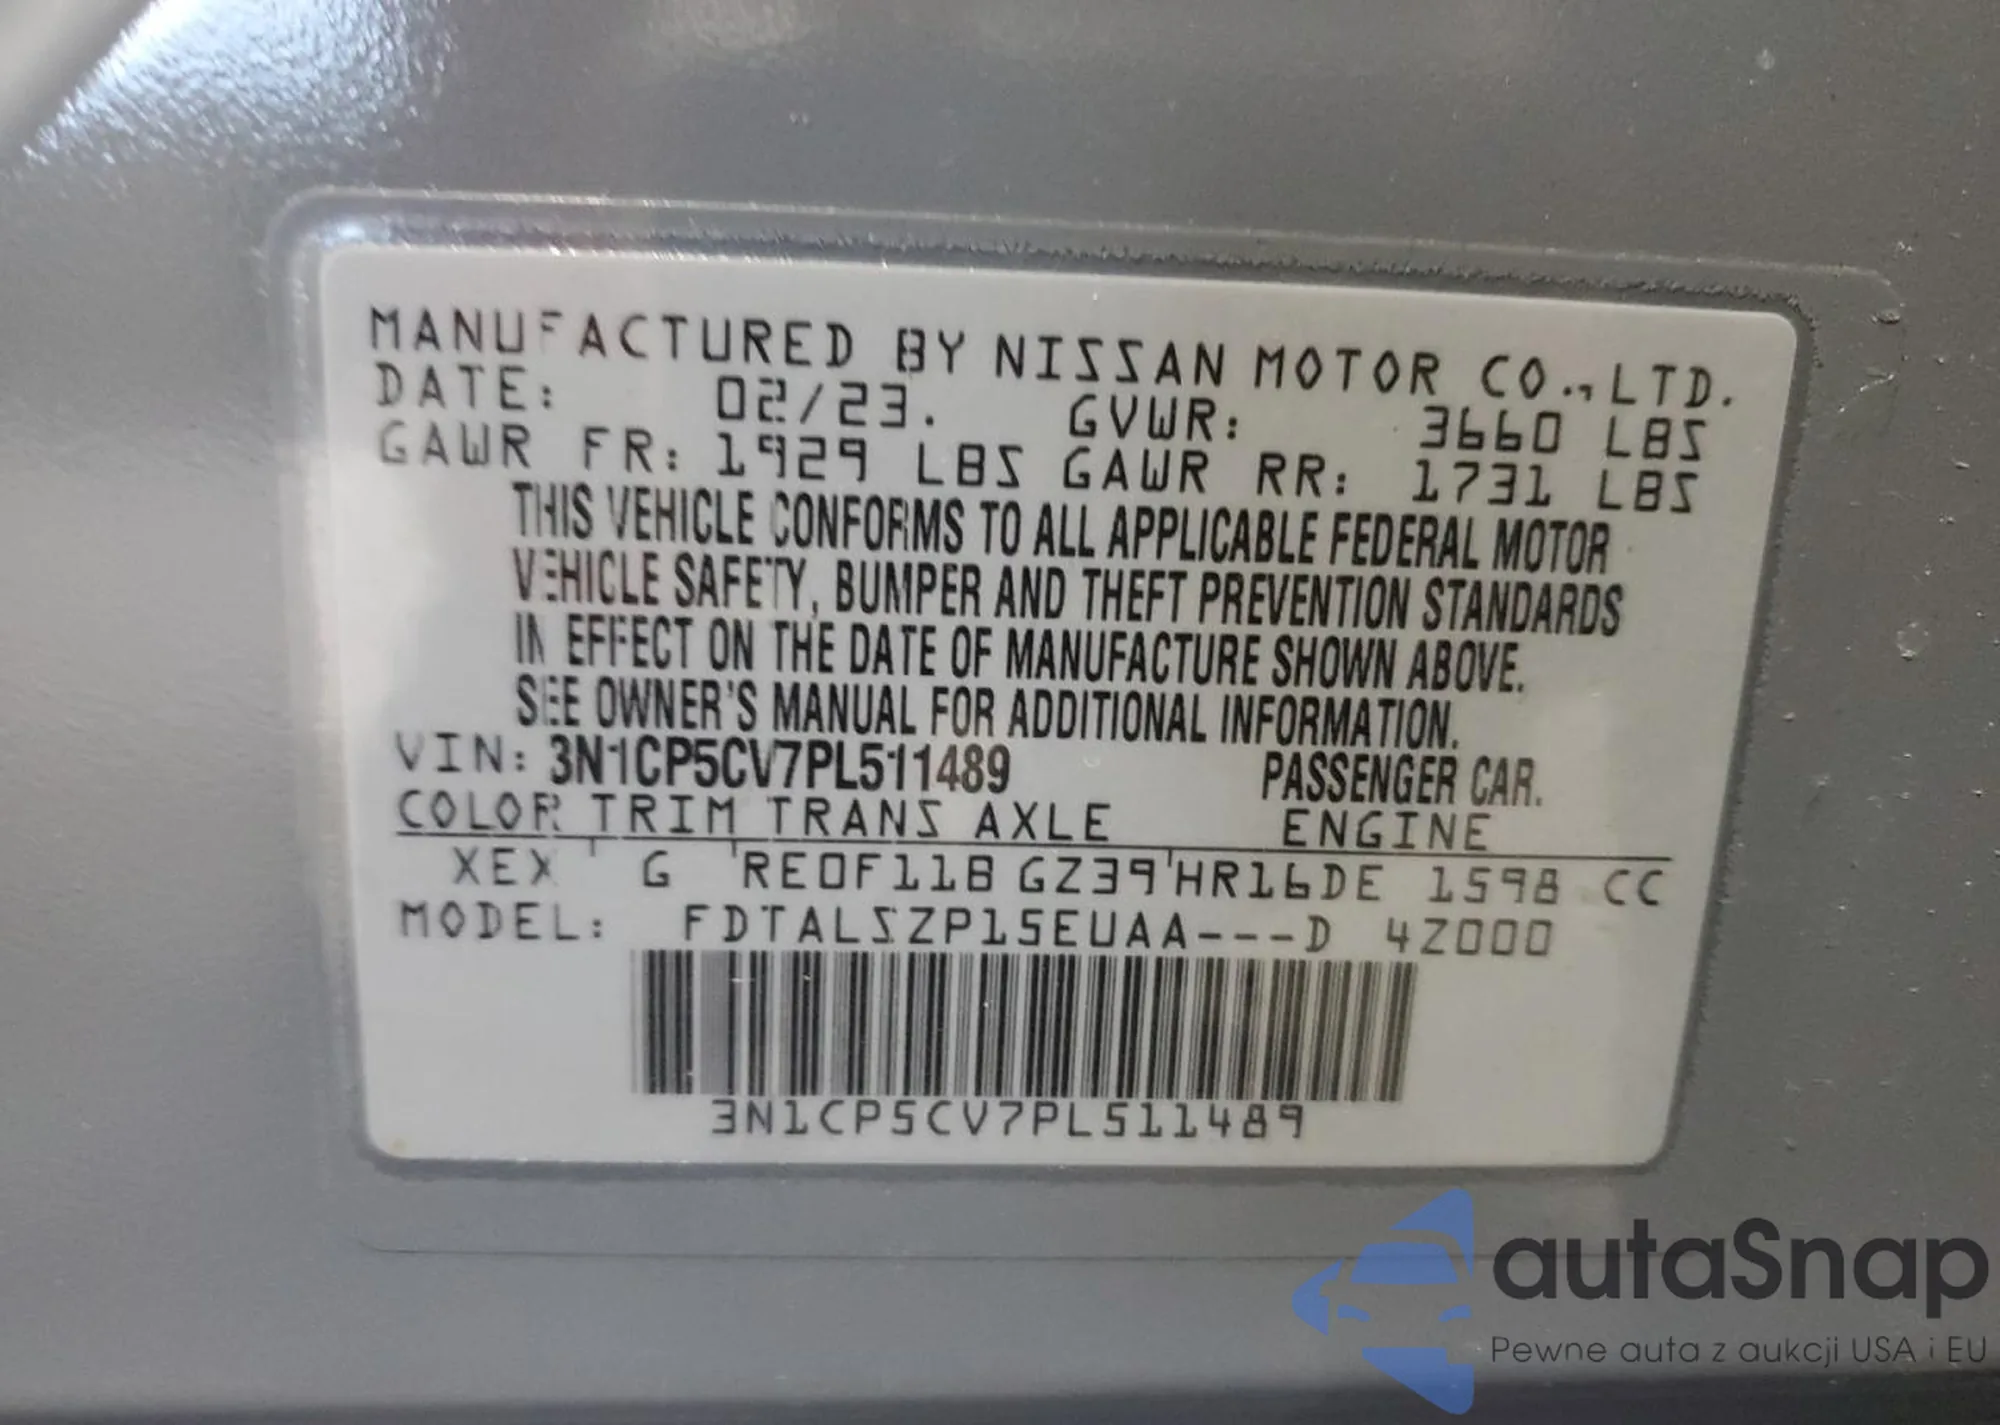 MANUFACTURED BY NISSAN MOTOR CO., LTD.
DATE: 02/23. GVWR: 3660 LBS
GAWR FR: 1929 LBS GAWR RR: 1731 LBS
THIS VEHICLE CONFORMS TO ALL APPLICABLE FEDERAL MOTOR
VEHICLE SAFETY, BUMPER AND THEFT PREVENTION STANDARDS
IN EFFECT ON THE DATE OF MANUFACTURE SHOWN ABOVE.
SEE OWNER'S MANUAL FOR ADDITIONAL INFORMATION.
VIN: 3N1CP5CV7PL511489 PASSENGER CAR.
COLOR TRIM TRANS AXLE ENGINE
XEX G RE0F11B GZ39 HR16DE 1598 CC
MODEL: FDTALSZP15EUAA---D 4Z000
3N1CP5CV7PL511489
autaSnap
Pewne auta z aukcji USA i EU